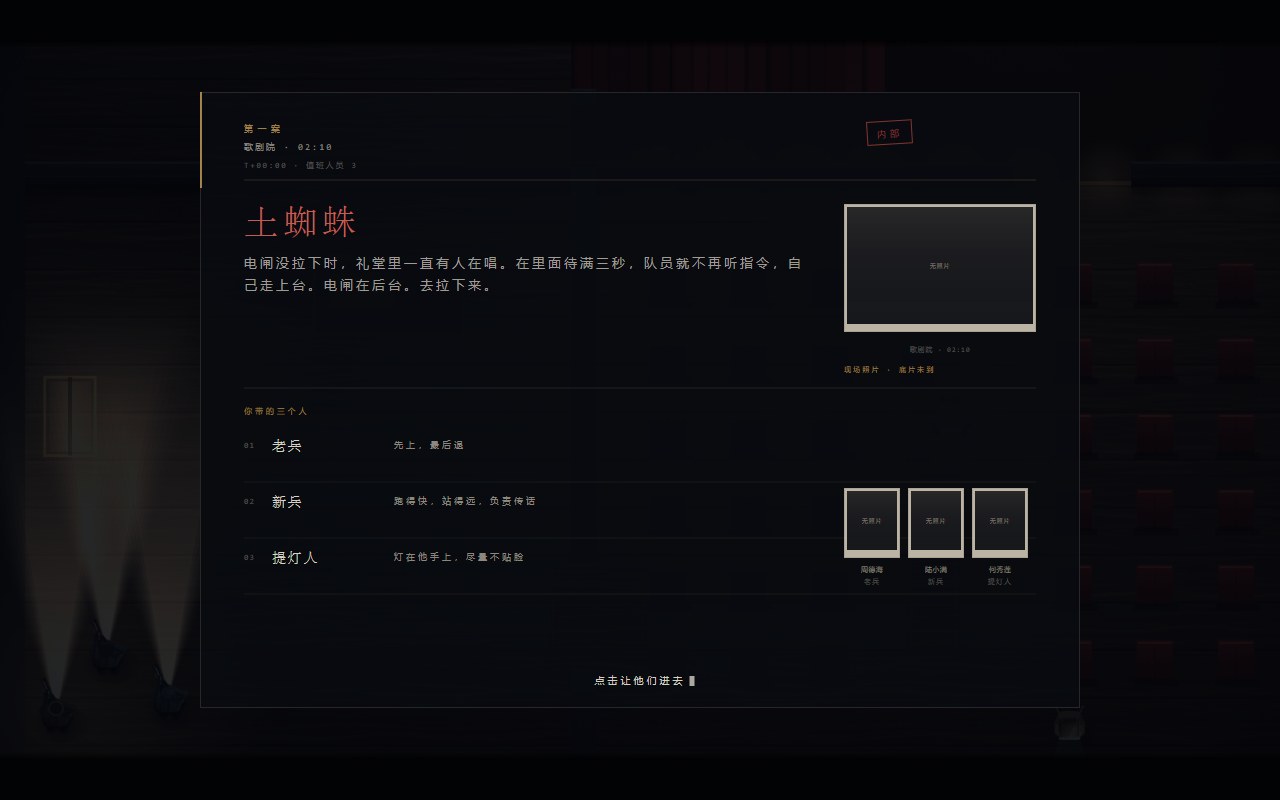 第一案
内部
歌剧院 · 02:10
T+00:00 · 值班人员 3
土蜘蛛
电闸没拉下时，礼堂里一直有人在唱。在里面待满三秒，队员就不再听指令，自
己走上台。电闸在后台。去拉下来。
无照片
歌剧院 · 02:10
现场照片 · 底片未到
你带的三个人
01 老兵 先上，最后退
02 新兵 跑得快，站得远，负责传话
03 提灯人 灯在他手上，尽量不贴脸
无照片 无照片 无照片
周德海 陆小满 何秀莲
老兵 新兵 提灯人
点击让他们进去